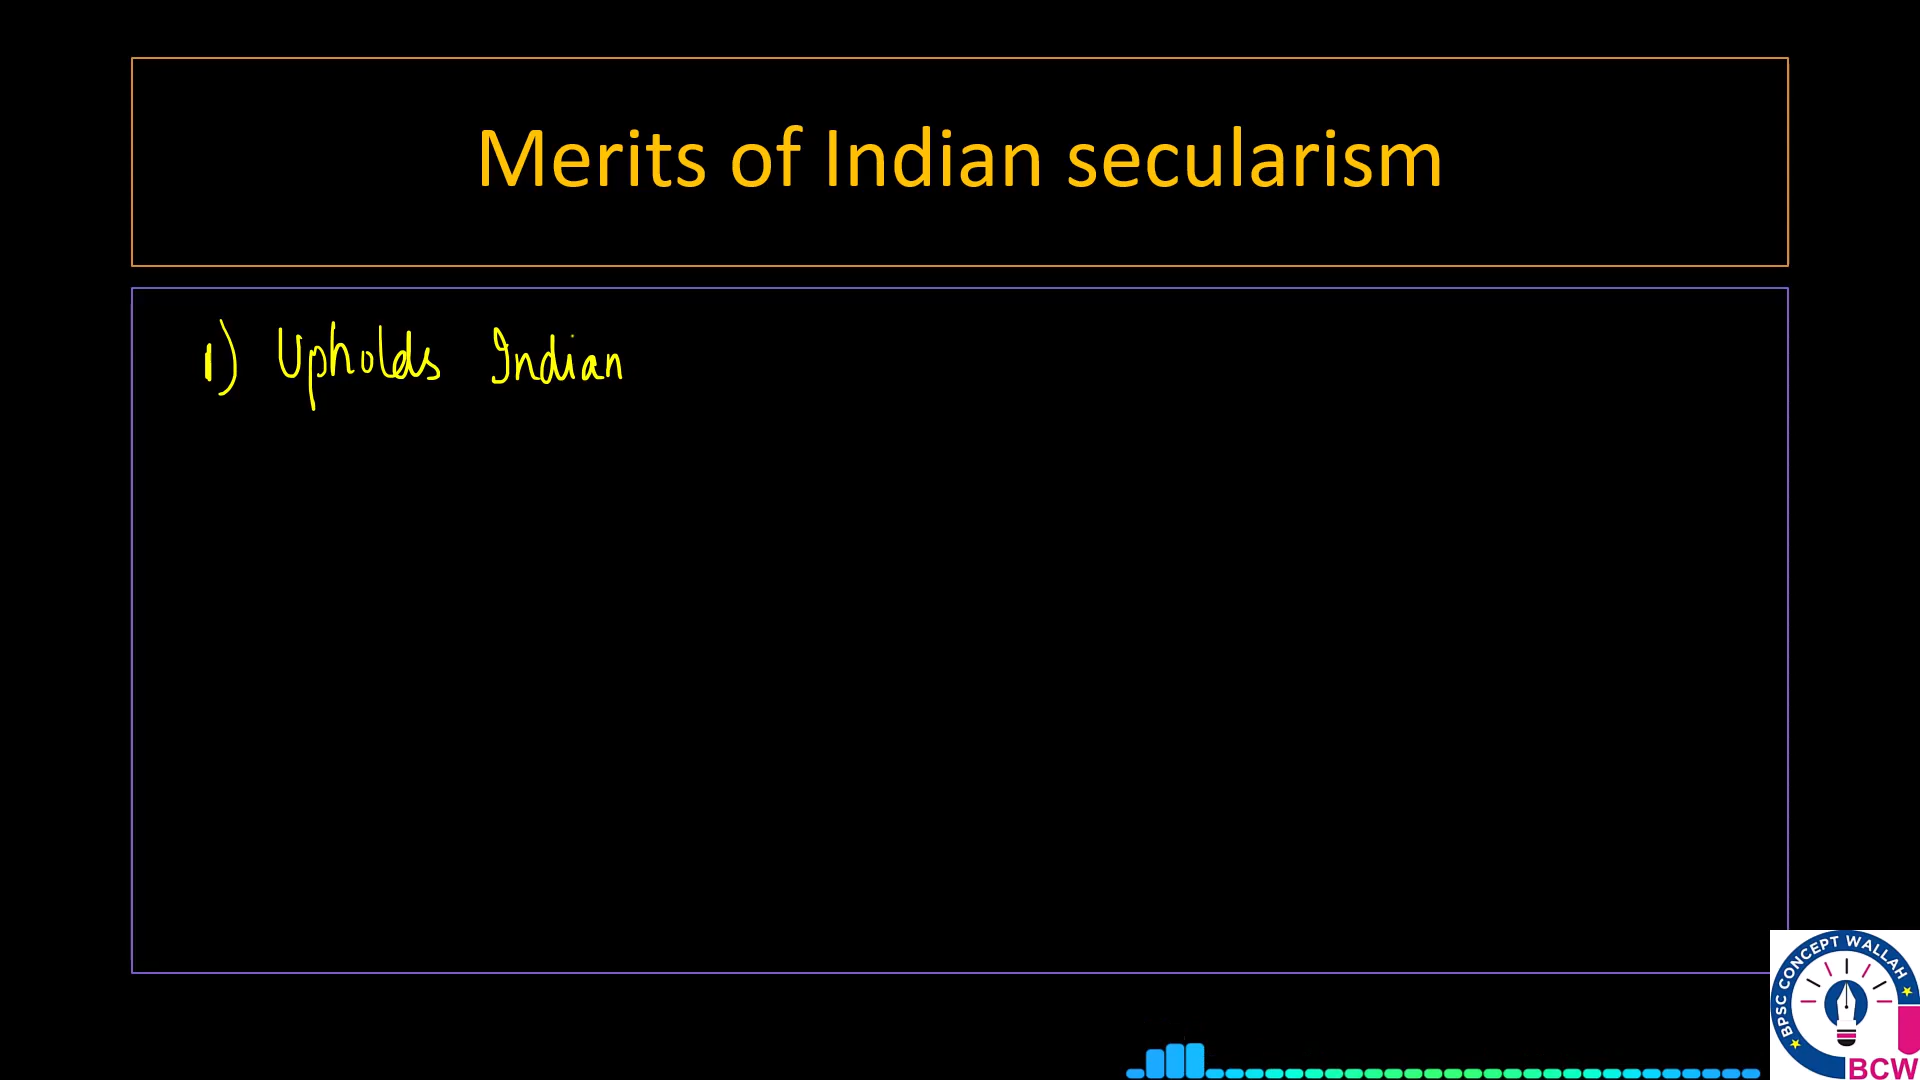 Merits of Indian secularism
1) Upholds Indian
BPSC CONCEPT WALLAH
BCW